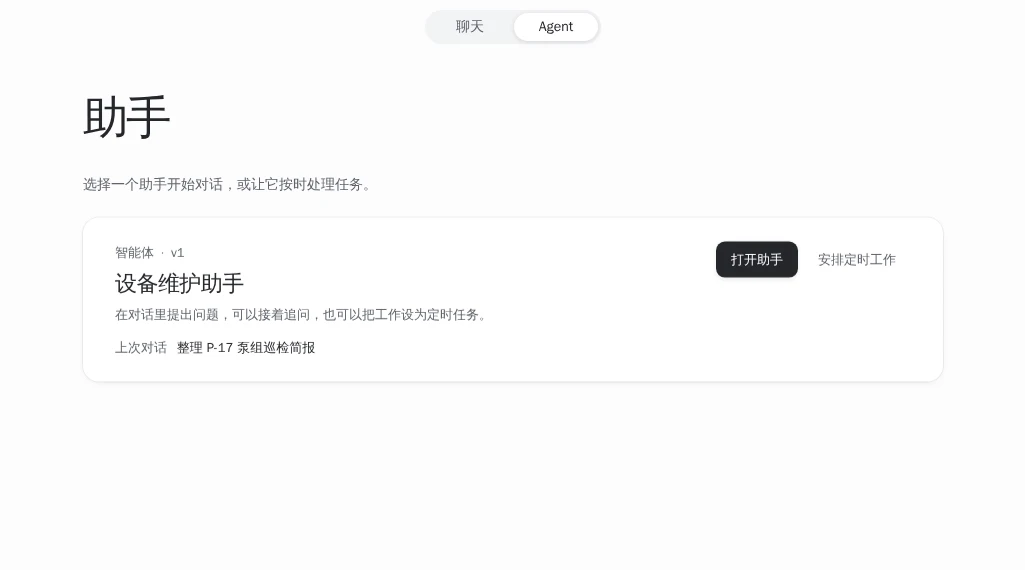 聊天 Agent
助手
选择一个助手开始对话，或让它按时处理任务。
智能体 · v1
设备维护助手
在对话里提出问题，可以接着追问，也可以把工作设为定时任务。
上次对话 整理 P-17 泵组巡检简报
打开助手 安排定时工作